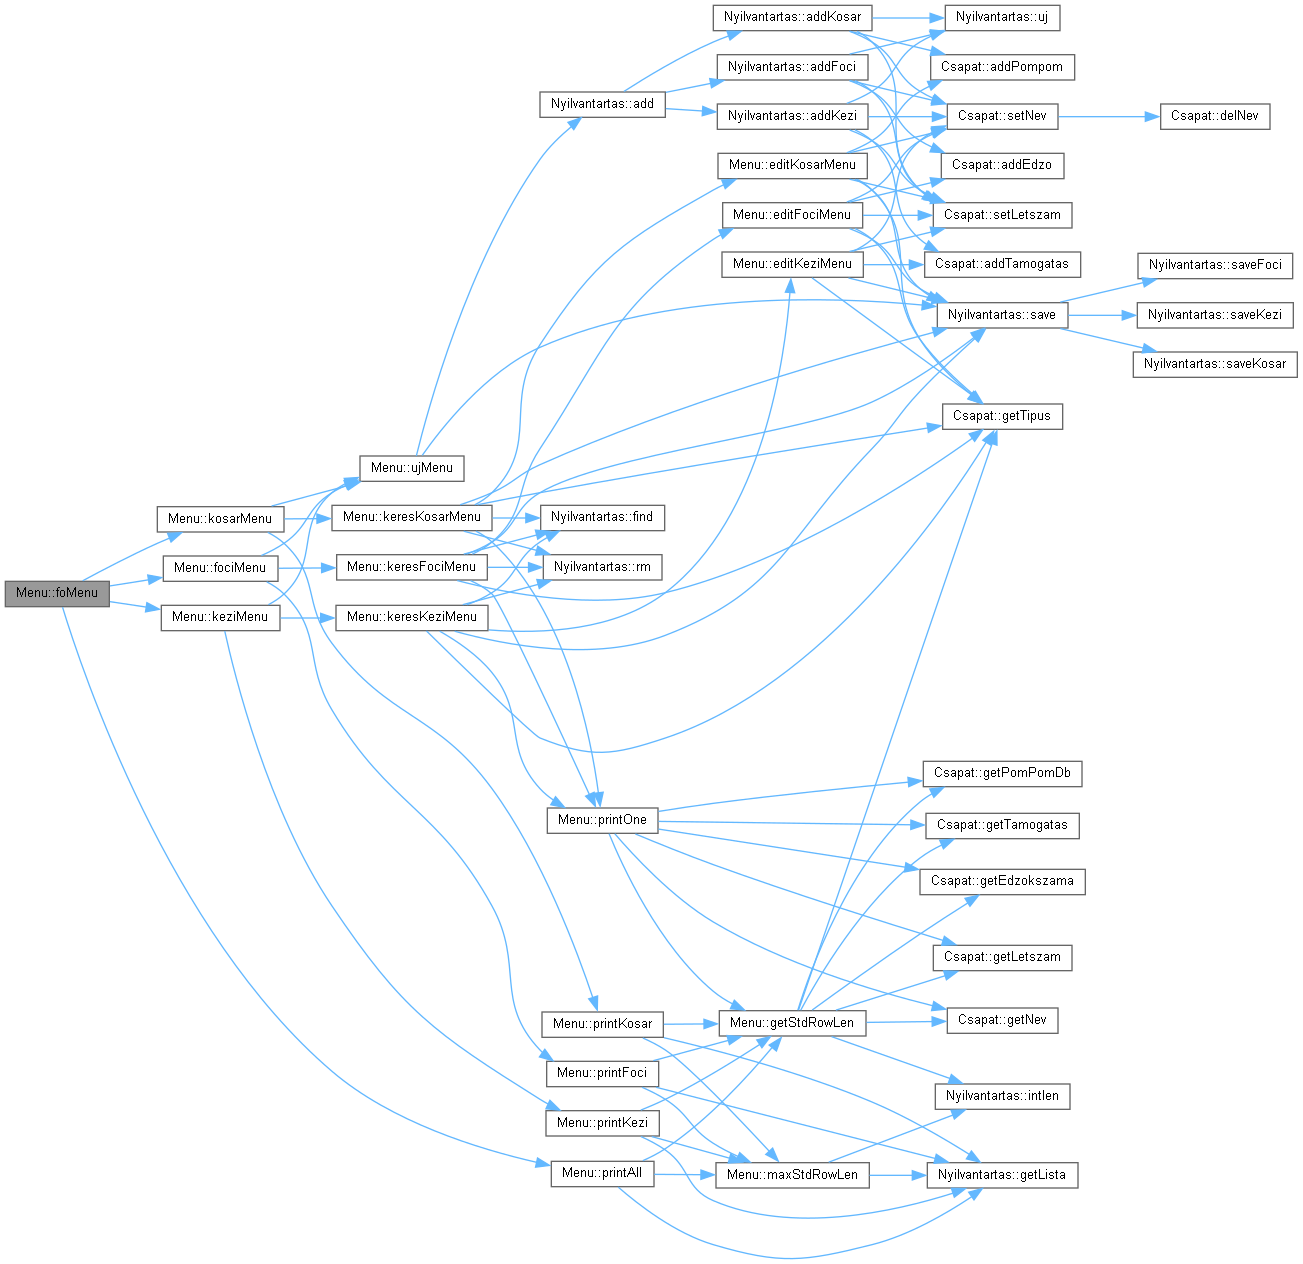 Nyilvantartas::addKosar
Nyilvantartas::uj
Nyilvantartas::addFoci
Csapat::addPompom
Nyilvantartas::add
Nyilvantartas::addKezi
Csapat::setNev
Csapat::delNev
Menu::editKosarMenu
Csapat::addEdzo
Menu::editFociMenu
Csapat::setLetszam
Menu::editKeziMenu
Csapat::addTamogatas
Nyilvantartas::saveFoci
Nyilvantartas::save
Nyilvantartas::saveKezi
Nyilvantartas::saveKosar
Csapat::getTipus
Menu::ujMenu
Menu::kosarMenu
Menu::keresKosarMenu
Nyilvantartas::find
Menu::fociMenu
Menu::keresFociMenu
Nyilvantartas::rm
Menu::foMenu
Menu::keziMenu
Menu::keresKeziMenu
Csapat::getPomPomDb
Menu::printOne
Csapat::getTamogatas
Csapat::getEdzokszama
Csapat::getLetszam
Menu::printKosar
Menu::getStdRowLen
Csapat::getNev
Menu::printFoci
Nyilvantartas::intlen
Menu::printKezi
Menu::printAll
Menu::maxStdRowLen
Nyilvantartas::getLista